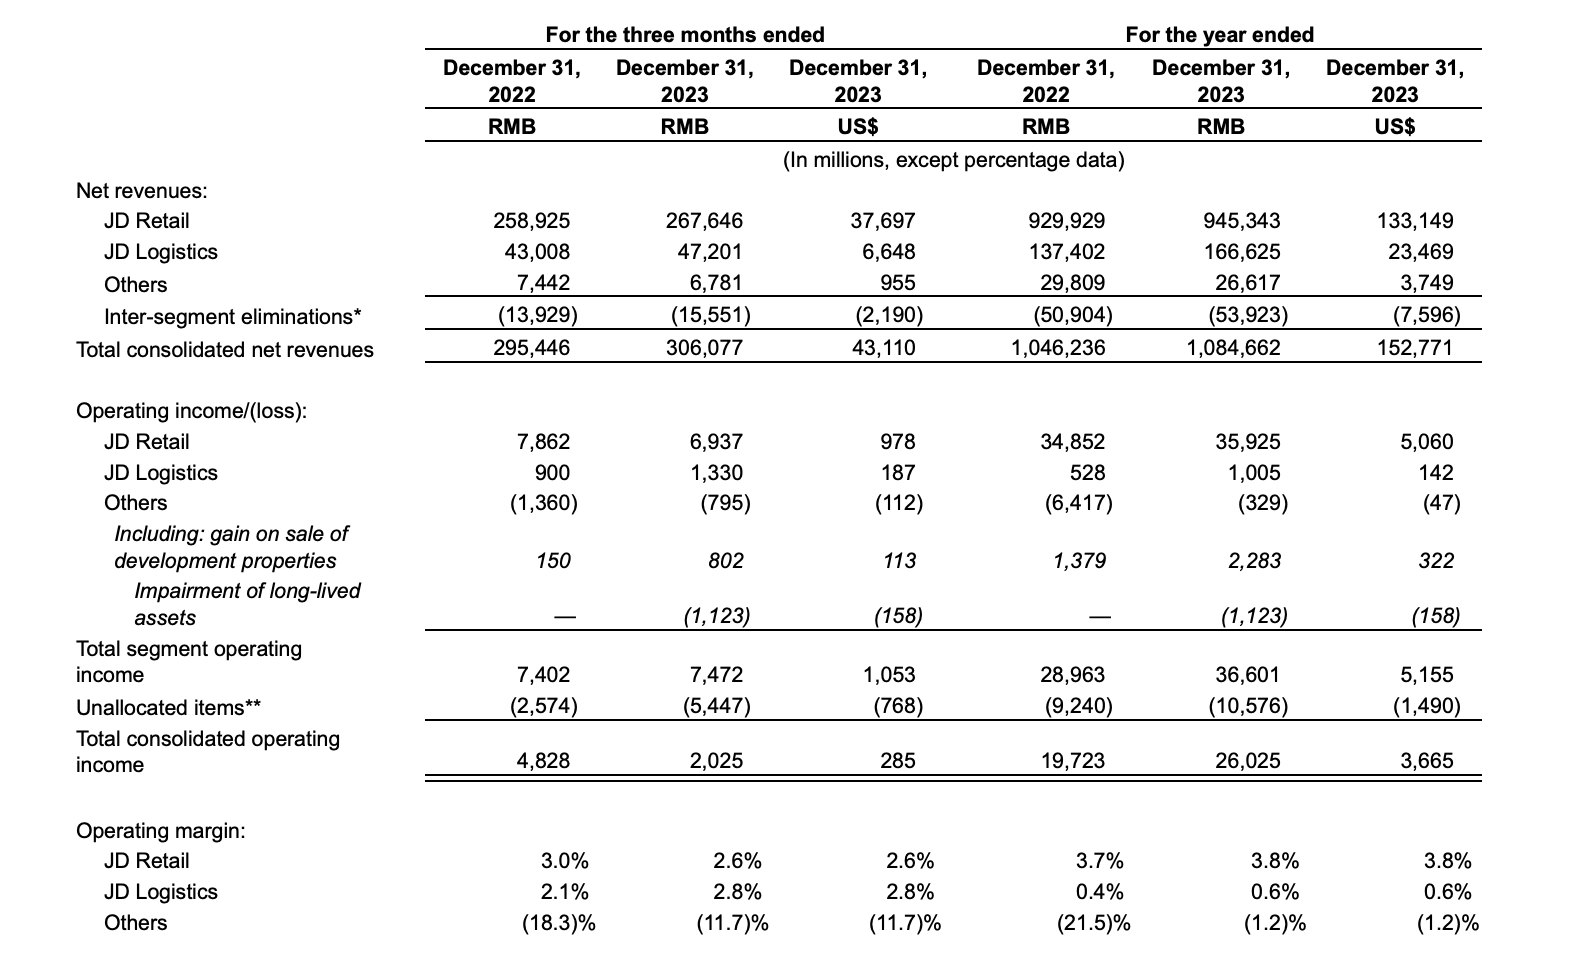 For the three months ended For the year ended
December 31, December 31, December 31, December 31, December 31, December 31,
2022 2023 2023 2022 2023 2023
RMB RMB US$ RMB RMB US$
(In millions, except percentage data)
Net revenues:
JD Retail 258,925 267,646 37,697 929,929 945,343 133,149
JD Logistics 43,008 47,201 6,648 137,402 166,625 23,469
Others 7,442 6,781 955 29,809 26,617 3,749
Inter-segment eliminations* (13,929) (15,551) (2,190) (50,904) (53,923) (7,596)
Total consolidated net revenues 295,446 306,077 43,110 1,046,236 1,084,662 152,771
Operating income/(loss):
JD Retail 7,862 6,937 978 34,852 35,925 5,060
JD Logistics 900 1,330 187 528 1,005 142
Others (1,360) (795) (112) (6,417) (329) (47)
Including: gain on sale of
development properties 150 802 113 1,379 2,283 322
Impairment of long-lived
assets — (1,123) (158) — (1,123) (158)
Total segment operating
income 7,402 7,472 1,053 28,963 36,601 5,155
Unallocated items** (2,574) (5,447) (768) (9,240) (10,576) (1,490)
Total consolidated operating
income 4,828 2,025 285 19,723 26,025 3,665
Operating margin:
JD Retail 3.0% 2.6% 2.6% 3.7% 3.8% 3.8%
JD Logistics 2.1% 2.8% 2.8% 0.4% 0.6% 0.6%
Others (18.3)% (11.7)% (11.7)% (21.5)% (1.2)% (1.2)%